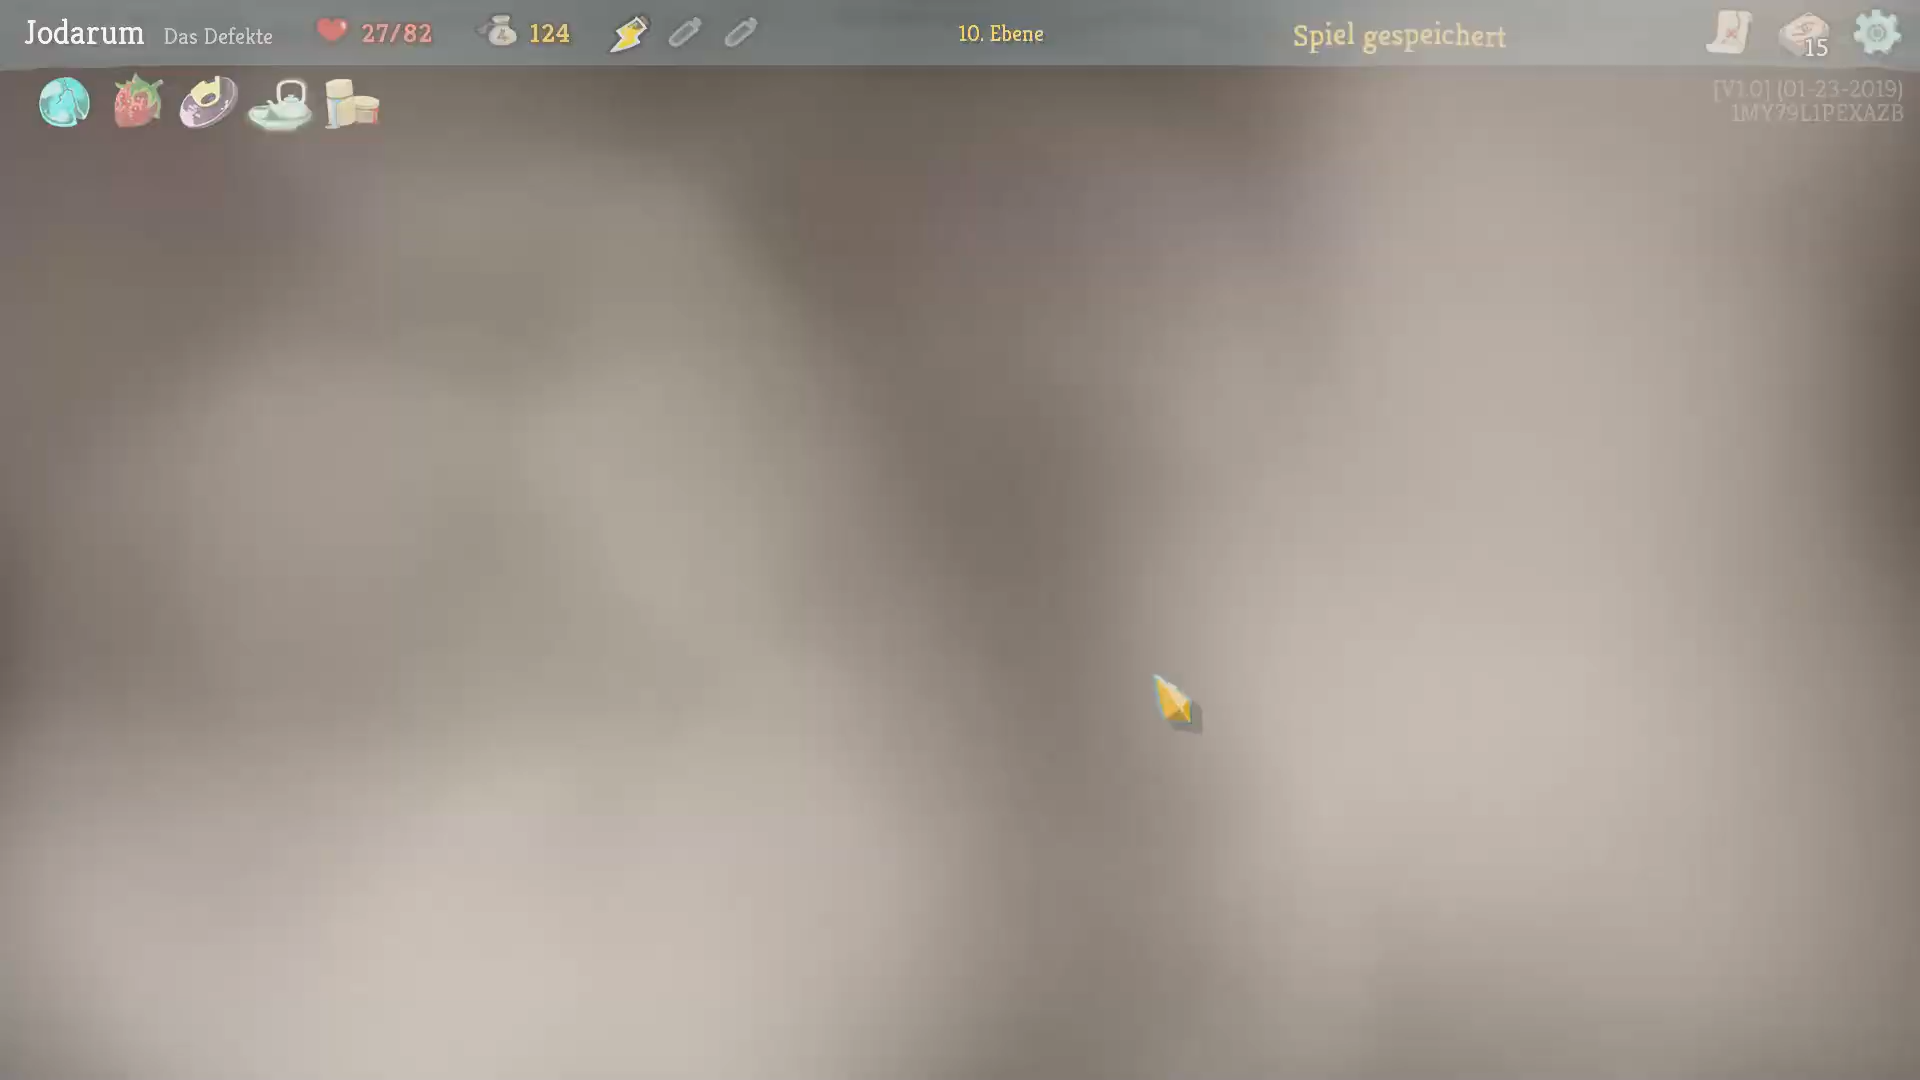 Jodarum Das Defekte 27/82 124 10. Ebene Spiel gespeichert 15
[V1.0] (01-23-2019)
1MY79L1PEXAZB